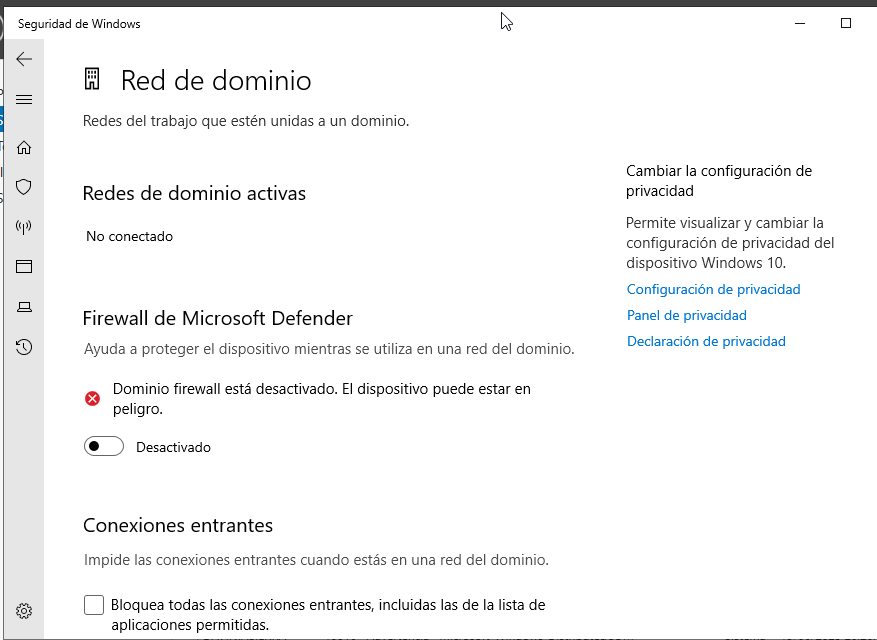 Seguridad de Windows
Red de dominio
Redes del trabajo que estén unidas a un dominio.
Redes de dominio activas
No conectado
Firewall de Microsoft Defender
Ayuda a proteger el dispositivo mientras se utiliza en una red del dominio.
Dominio firewall está desactivado. El dispositivo puede estar en
peligro.
Desactivado
Conexiones entrantes
Impide las conexiones entrantes cuando estás en una red del dominio.
Bloquea todas las conexiones entrantes, incluidas las de la lista de
aplicaciones permitidas.
Cambiar la configuración de
privacidad
Permite visualizar y cambiar la
configuración de privacidad del
dispositivo Windows 10.
Configuración de privacidad
Panel de privacidad
Declaración de privacidad